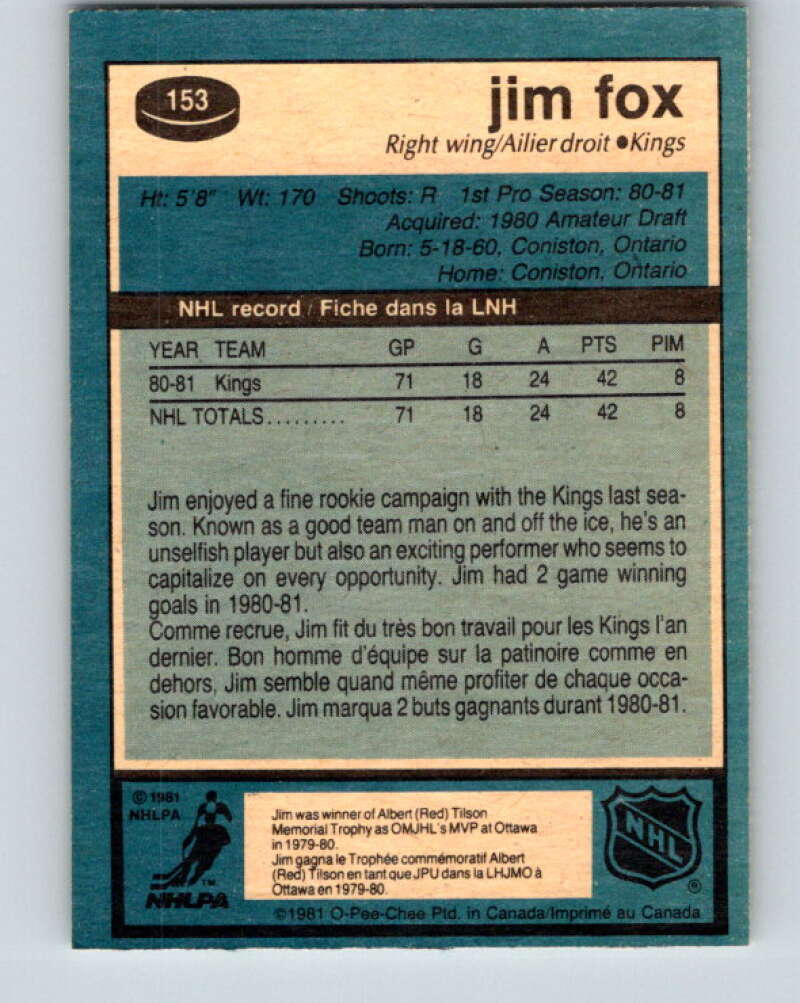 153
jim fox
Right wing/Ailier droit ●Kings
Ht: 5'8" Wt: 170 Shoots: R 1st Pro Season: 80-81
Acquired: 1980 Amateur Draft
Born: 5-18-60, Coniston, Ontario
Home: Coniston, Ontario
NHL record / Fiche dans la LNH
YEAR TEAM GP G A PTS PIM
80-81 Kings 71 18 24 42 8
NHL TOTALS......... 71 18 24 42 8
Jim enjoyed a fine rookie campaign with the Kings last sea-
son. Known as a good team man on and off the ice, he's an
unselfish player but also an exciting performer who seems to
capitalize on every opportunity. Jim had 2 game winning
goals in 1980-81.
Comme recrue, Jim fit du très bon travail pour les Kings l'an
dernier. Bon homme d'équipe sur la patinoire comme en
dehors, Jim semble quand même profiter de chaque occa-
sion favorable. Jim marqua 2 buts gagnants durant 1980-81.
© 1981
NHLPA
TM
NHLPA
Jim was winner of Albert (Red) Tilson
Memorial Trophy as OMJHL's MVP at Ottawa
in 1979-80.
Jim gagna le Trophée commémoratif Albert
(Red) Tilson en tant que JPU dans la LHJMO à
Ottawa en 1979-80.
NHL
®
©1981 O-Pee-Chee Ptd. in Canada/Imprimé au Canada